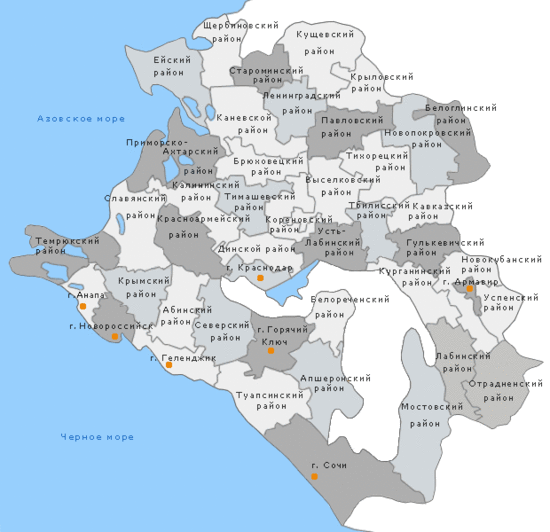 Щербиновский
район
Кущевский
район
Ейский
район
Староминский
район
Крыловский
район
Ленинградский
район
Белоглинский
район
Азовское море
Каневской
район
Павловский
район
Новопокровский
район
Приморско-
Ахтарский
район
Брюховецкий
район
Тихорецкий
район
Выселковский
район
Калининский
район
Славянский
район
Тимашевский
район
Тбилисский
район
Кавказский
район
Красноармейский
район
Кореновский
район
Усть-
Лабинский
район
Темрюкский
район
Динской район
Гулькевичский
район
г. Краснодар
Новокубанский
район
Курганинский
район
г. Армавир
Крымский
район
г. Анапа
Успенский
район
Белореченский
район
Абинский
район
г. Новороссийск
Северский
район
г. Горячий
Ключ
г. Геленджик
Лабинский
район
Апшеронский
район
Отрадненский
район
Туапсинский
район
Мостовский
район
Черное море
г. Сочи